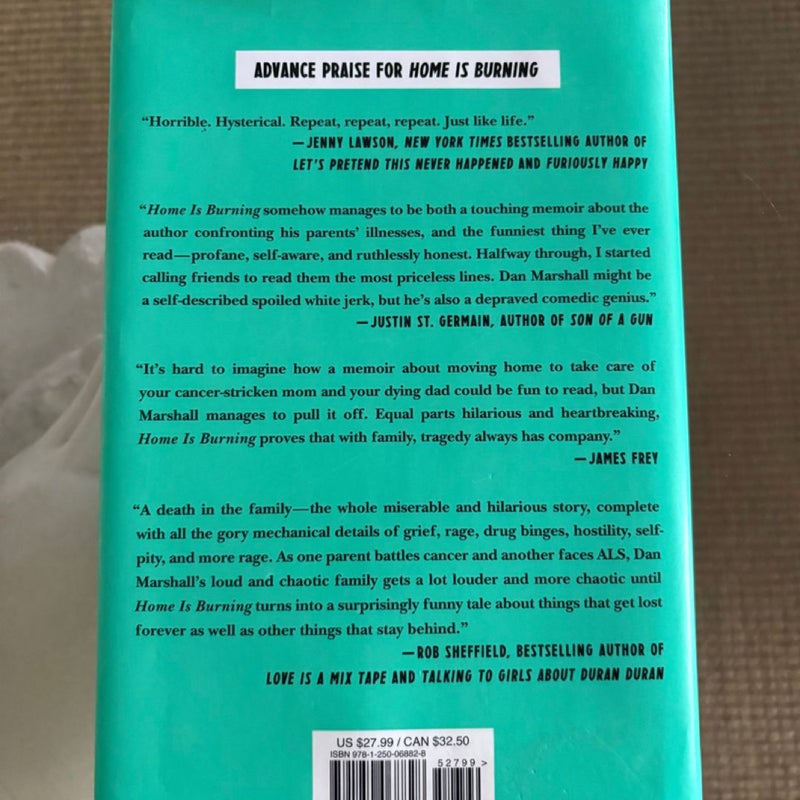 ADVANCE PRAISE FOR HOME IS BURNING
“Horrible. Hysterical. Repeat, repeat, repeat. Just like life.”
—JENNY LAWSON, NEW YORK TIMES BESTSELLING AUTHOR OF
LET'S PRETEND THIS NEVER HAPPENED AND FURIOUSLY HAPPY
“Home Is Burning somehow manages to be both a touching memoir about the
author confronting his parents’ illnesses, and the funniest thing I’ve ever
read—profane, self-aware, and ruthlessly honest. Halfway through, I started
calling friends to read them the most priceless lines. Dan Marshall might be
a self-described spoiled white jerk, but he’s also a depraved comedic genius.”
—JUSTIN ST. GERMAIN, AUTHOR OF SON OF A GUN
“It’s hard to imagine how a memoir about moving home to take care of
your cancer-stricken mom and your dying dad could be fun to read, but Dan
Marshall manages to pull it off. Equal parts hilarious and heartbreaking,
Home Is Burning proves that with family, tragedy always has company.”
—JAMES FREY
“A death in the family—the whole miserable and hilarious story, complete
with all the gory mechanical details of grief, rage, drug binges, hostility, self-
pity, and more rage. As one parent battles cancer and another faces ALS, Dan
Marshall’s loud and chaotic family gets a lot louder and more chaotic until
Home Is Burning turns into a surprisingly funny tale about things that get lost
forever as well as other things that stay behind.”
—ROB SHEFFIELD, BESTSELLING AUTHOR OF
LOVE IS A MIX TAPE AND TALKING TO GIRLS ABOUT DURAN DURAN
US $27.99 / CAN $32.50
ISBN 978-1-250-06882-8
52799>